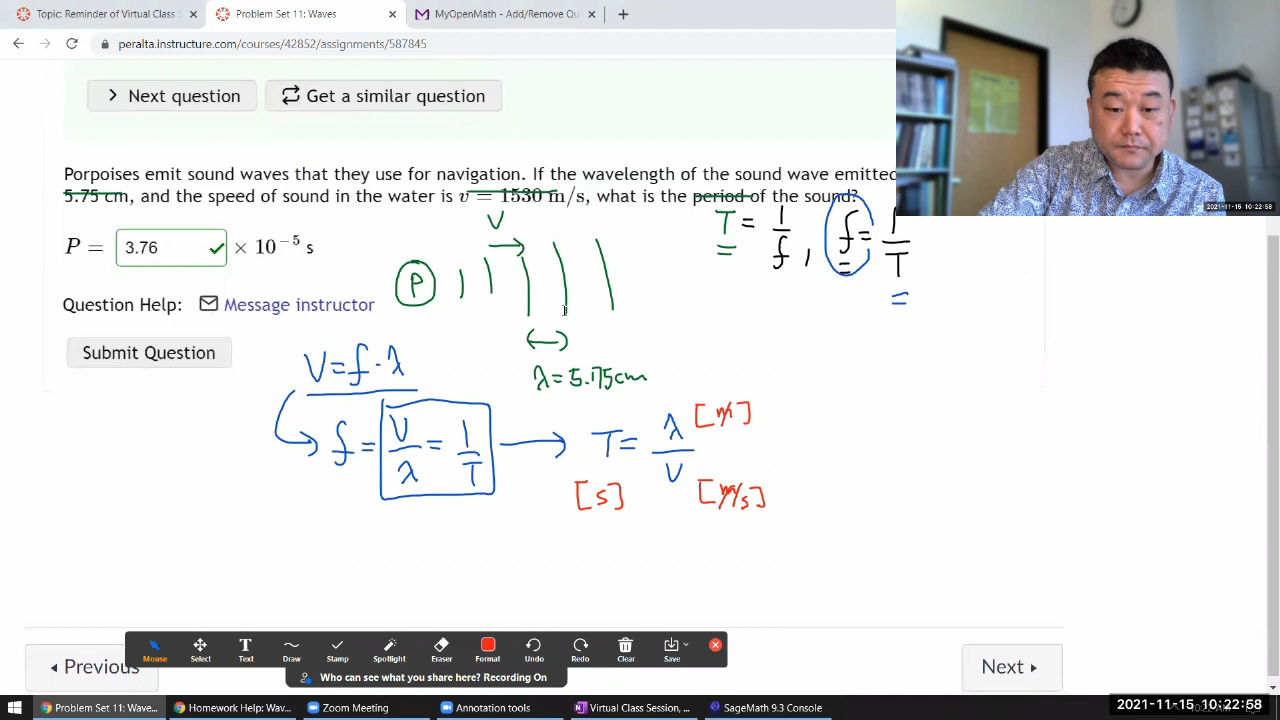 Topic: Reminder of Virtual Class S
Problem Set 11: Waves
MyOpenMath - Add/Remove Qu
peralta.instructure.com/courses/42852/assignments/587845
Next question
Get a similar question
Porpoises emit sound waves that they use for navigation. If the wavelength of the sound wave emitted
5.75 cm, and the speed of sound in the water is v = 1530 m/s, what is the period of the sound?
P = 3.76 × 10⁻⁵ s
Question Help: Message instructor
Submit Question
V
P
λ = 5.75cm
T = 1/f , f = 1/T
V = f · λ
f = V/λ = 1/T → T = λ/V
[m]
[s] [m/s]
Previous
Next
Mouse Select Text Draw Stamp Spotlight Eraser Format Undo Redo Clear Save
Who can see what you share here? Recording On
2021-11-15 10:22:58
Problem Set 11: Wave...
Homework Help: Wav...
Zoom Meeting
Annotation tools
Virtual Class Session, ...
SageMath 9.3 Console
2021-11-15 10:22:58